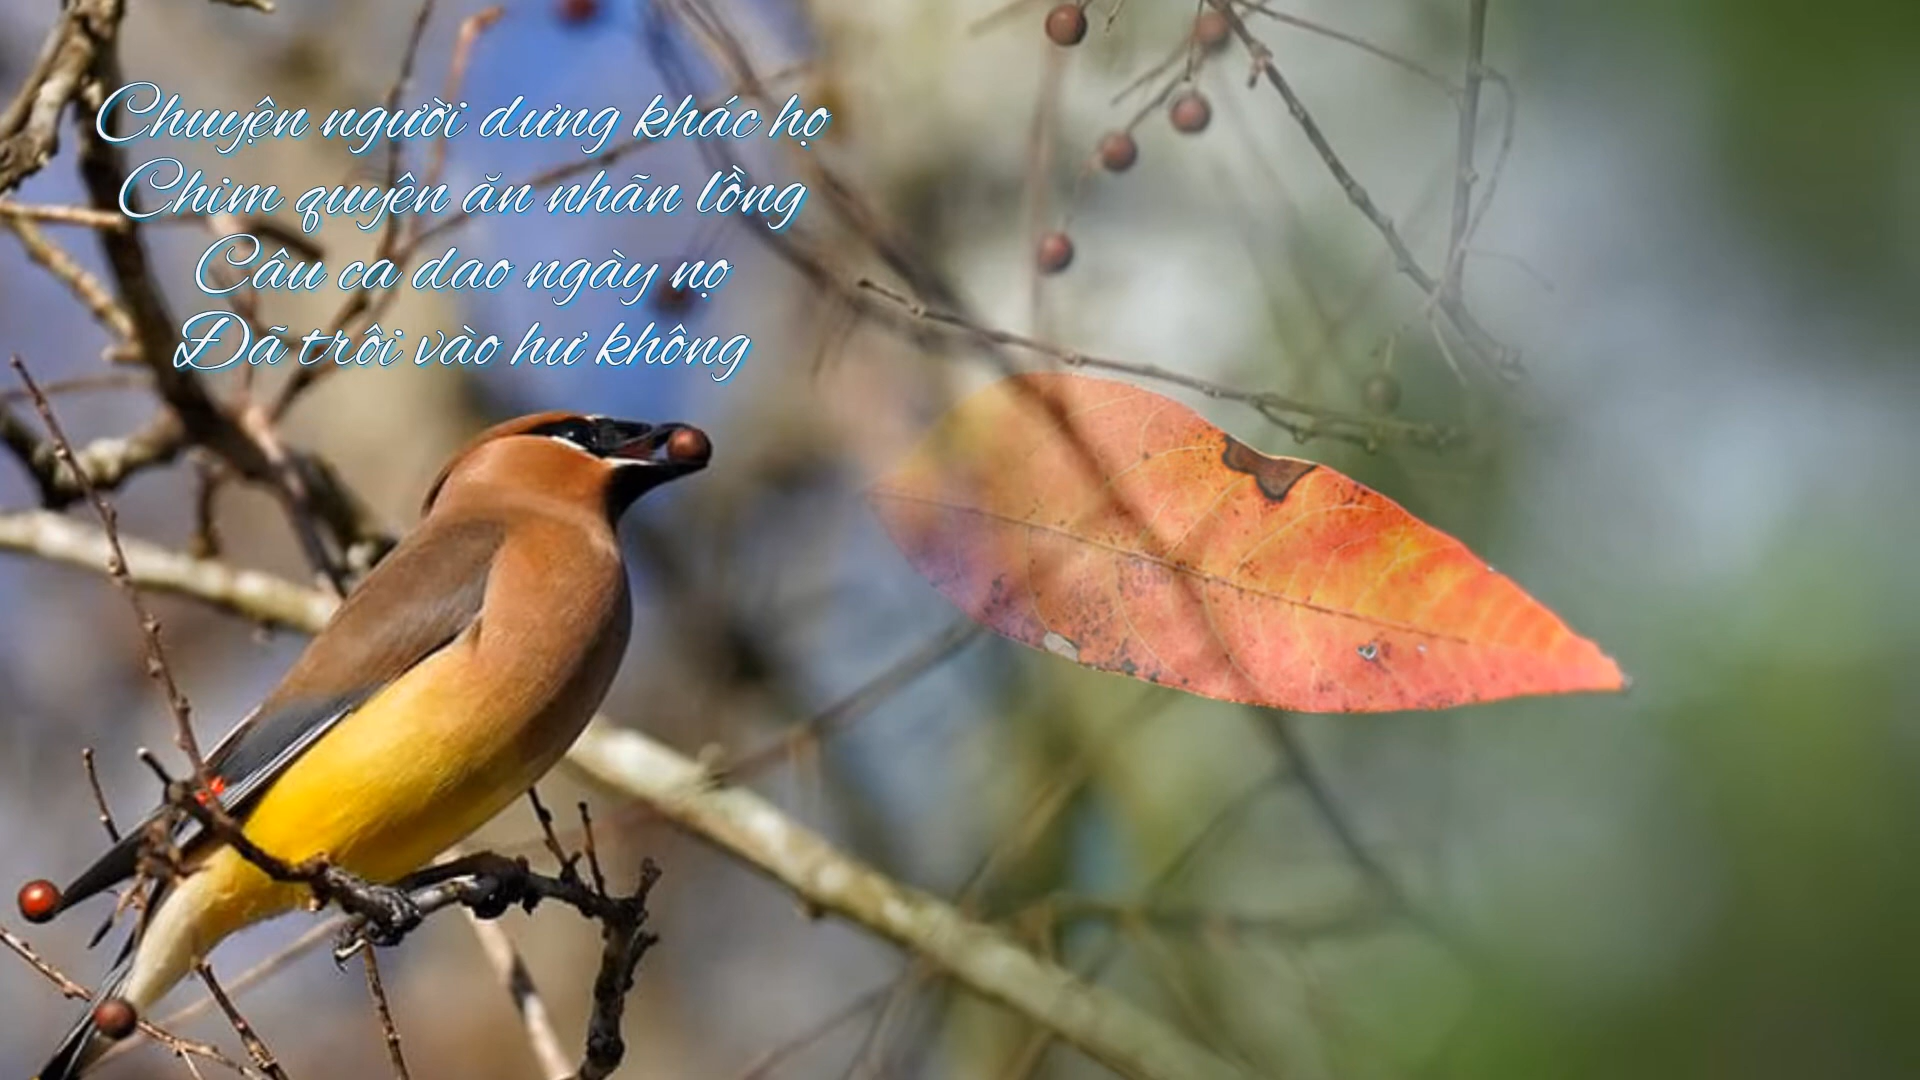 Chuyện người dưng khác họ
Chim quyên ăn nhãn lồng
Câu ca dao ngày nọ
Đã trôi vào hư không